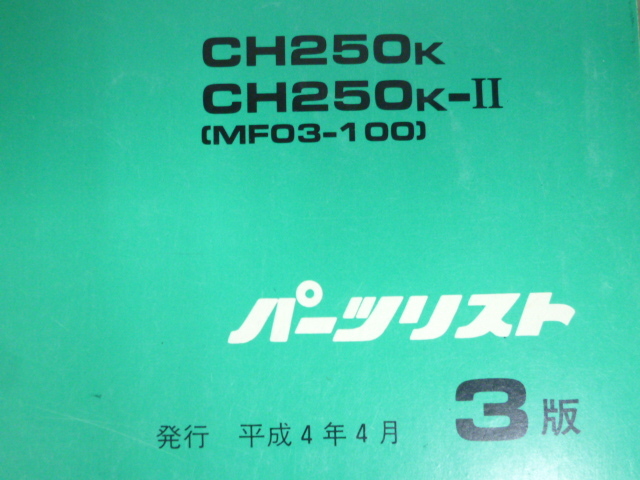 CH250K
CH250K-II
(MF03-100)
パーツリスト
3版
発行 平成4年4月